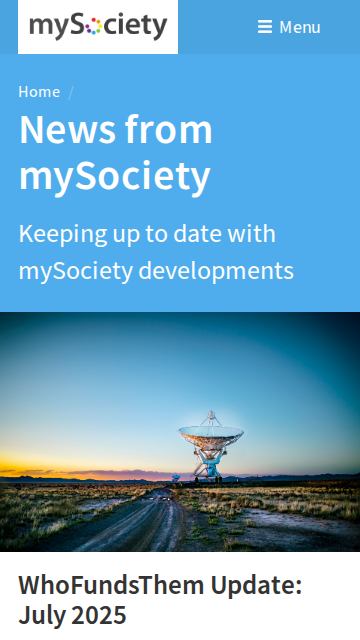 mySociety
Menu
Home /
News from
mySociety
Keeping up to date with
mySociety developments
WhoFundsThem Update:
July 2025